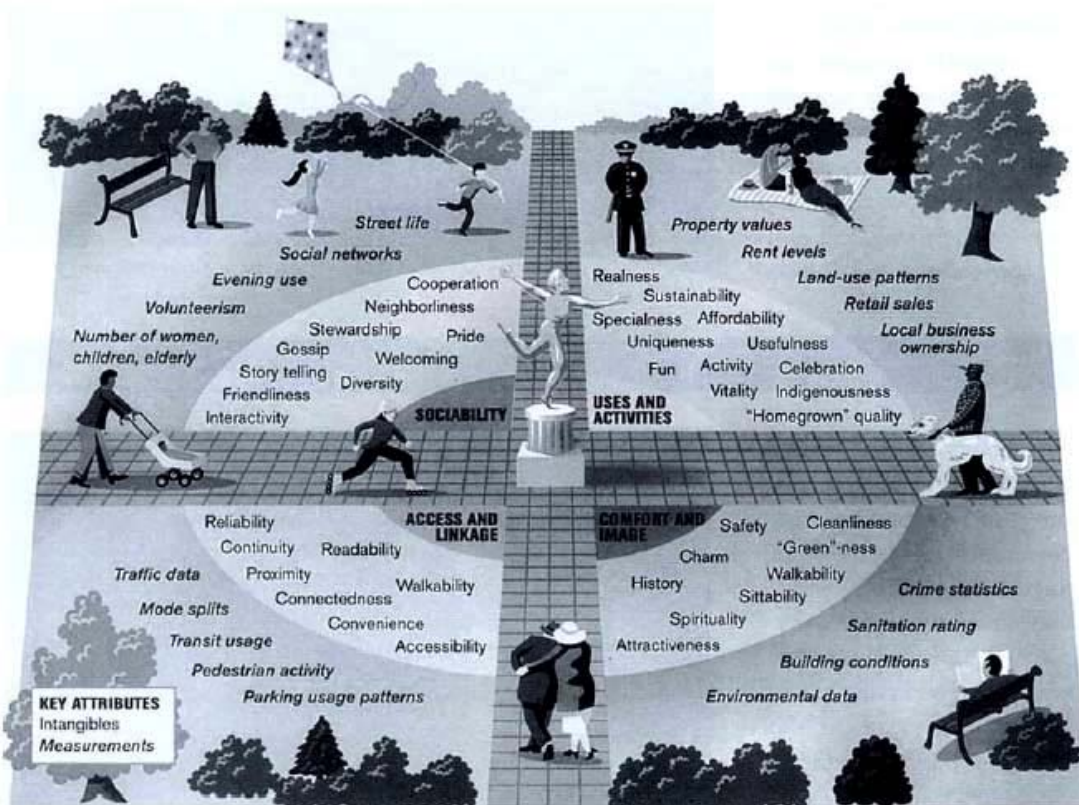 Street life
Social networks
Evening use
Volunteerism
Number of women,
children, elderly
Cooperation
Neighborliness
Stewardship
Pride
Gossip
Welcoming
Story telling
Diversity
Friendliness
Interactivity
SOCIABILITY
Property values
Rent levels
Land-use patterns
Retail sales
Local business
ownership
Realness
Sustainability
Specialness
Affordability
Uniqueness
Usefulness
Fun
Activity
Celebration
Vitality
Indigenousness
"Homegrown" quality
USES AND
ACTIVITIES
ACCESS AND
LINKAGE
Reliability
Continuity
Readability
Proximity
Walkability
Connectedness
Convenience
Accessibility
Traffic data
Mode splits
Transit usage
Pedestrian activity
Parking usage patterns
COMFORT AND
IMAGE
Safety
Cleanliness
Charm
"Green"-ness
History
Walkability
Sittability
Spirituality
Attractiveness
Crime statistics
Sanitation rating
Building conditions
Environmental data
KEY ATTRIBUTES
Intangibles
Measurements